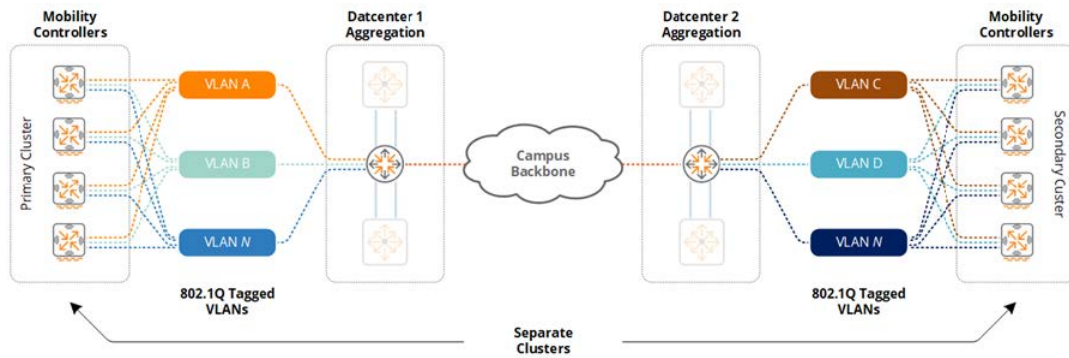 Mobility
Controllers
Datcenter 1
Aggregation
Datcenter 2
Aggregation
Mobility
Controllers
Primary Cluster
VLAN A
VLAN B
VLAN N
Campus
Backbone
VLAN C
VLAN D
VLAN N
Secondary Custer
802.1Q Tagged
VLANs
802.1Q Tagged
VLANs
Separate
Clusters